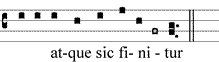 at-que sic fi- ni - tur